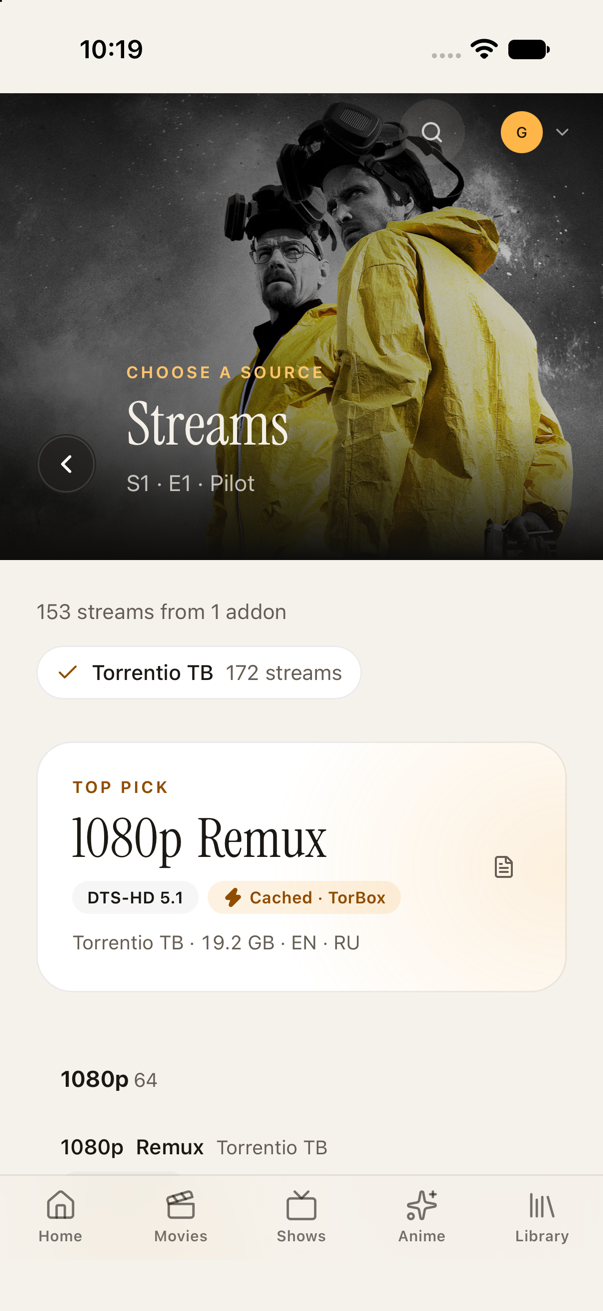 10:19
G
CHOOSE A SOURCE
Streams
S1 · E1 · Pilot
153 streams from 1 addon
Torrentio TB 172 streams
TOP PICK
1080p Remux
DTS-HD 5.1 Cached · TorBox
Torrentio TB · 19.2 GB · EN · RU
1080p 64
1080p Remux Torrentio TB
Home Movies Shows Anime Library